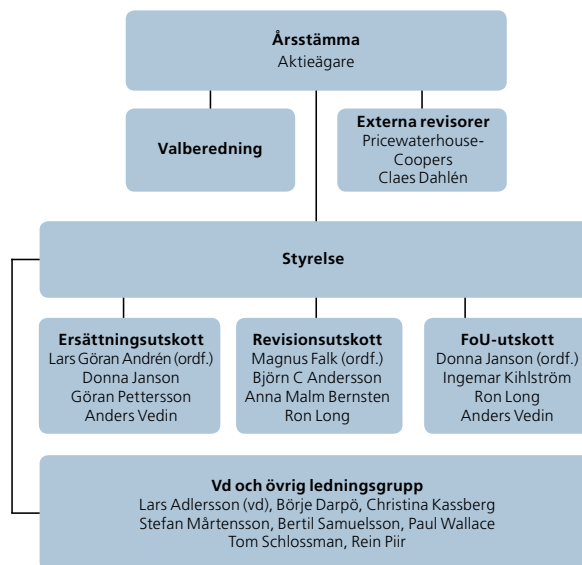 Årsstämma
Aktieägare
Valberedning
Externa revisorer
Pricewaterhouse-
Coopers
Claes Dahlén
Styrelse
Ersättningsutskott
Lars Göran Andrén (ordf.)
Donna Janson
Göran Pettersson
Anders Vedin
Revisionsutskott
Magnus Falk (ordf.)
Björn C Andersson
Anna Malm Bernsten
Ron Long
FoU-utskott
Donna Janson (ordf.)
Ingemar Kihlström
Ron Long
Anders Vedin
Vd och övrig ledningsgrupp
Lars Adlersson (vd), Börje Darpö, Christina Kassberg
Stefan Mårtensson, Bertil Samuelsson, Paul Wallace
Tom Schlossman, Rein Piir